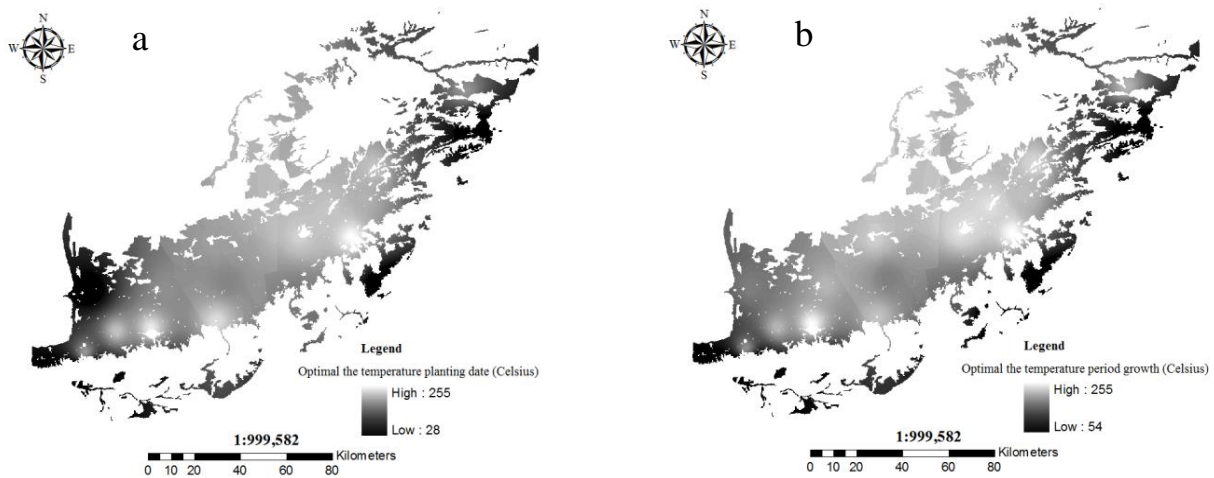 a
N
W E
S
Legend
Optimal the temperature planting date (Celsius)
High : 255
Low : 28
1:999,582
Kilometers
0 5 10 20 40 60 80
b
N
W E
S
Legend
Optimal the temperature period growth (Celsius)
High : 255
Low : 54
1:999,582
Kilometers
0 5 10 20 40 60 80